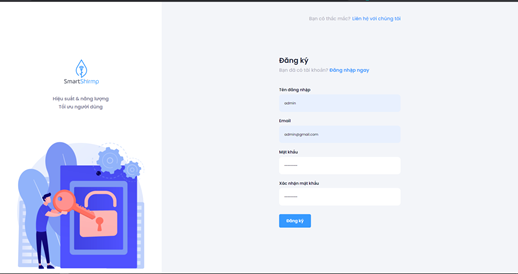 Bạn có thắc mắc? Liên hệ với chúng tôi
SmartShrimp
Hiệu suất & năng lượng
Tối ưu người dùng
Đăng ký
Bạn đã có tài khoản? Đăng nhập ngay
Tên đăng nhập
admin
Email
admin@gmail.com
Mật khẩu
Xác nhận mật khẩu
Đăng ký